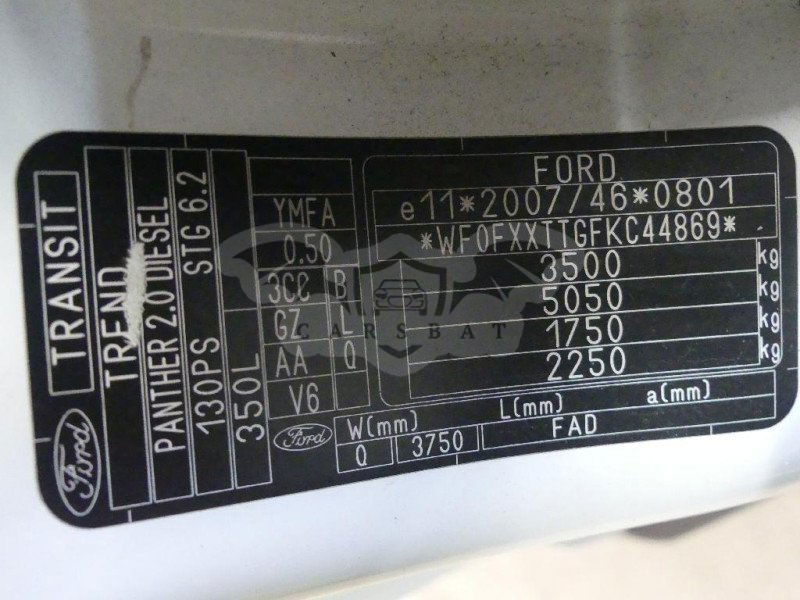 TRANSIT
TREND
PANTHER 2.0 DIESEL
130PS STG 6.2
350L
Ford
YMFA
0.50
3CC B
GZ L
AA Q
V6
Ford
FORD
e11*2007/46*0801
*WF0FXXTTGFKC44869*
3500 kg
5050 kg
1750 kg
2250 kg
W(mm) L(mm) a(mm)
Q 3750 FAD
CARSBAT